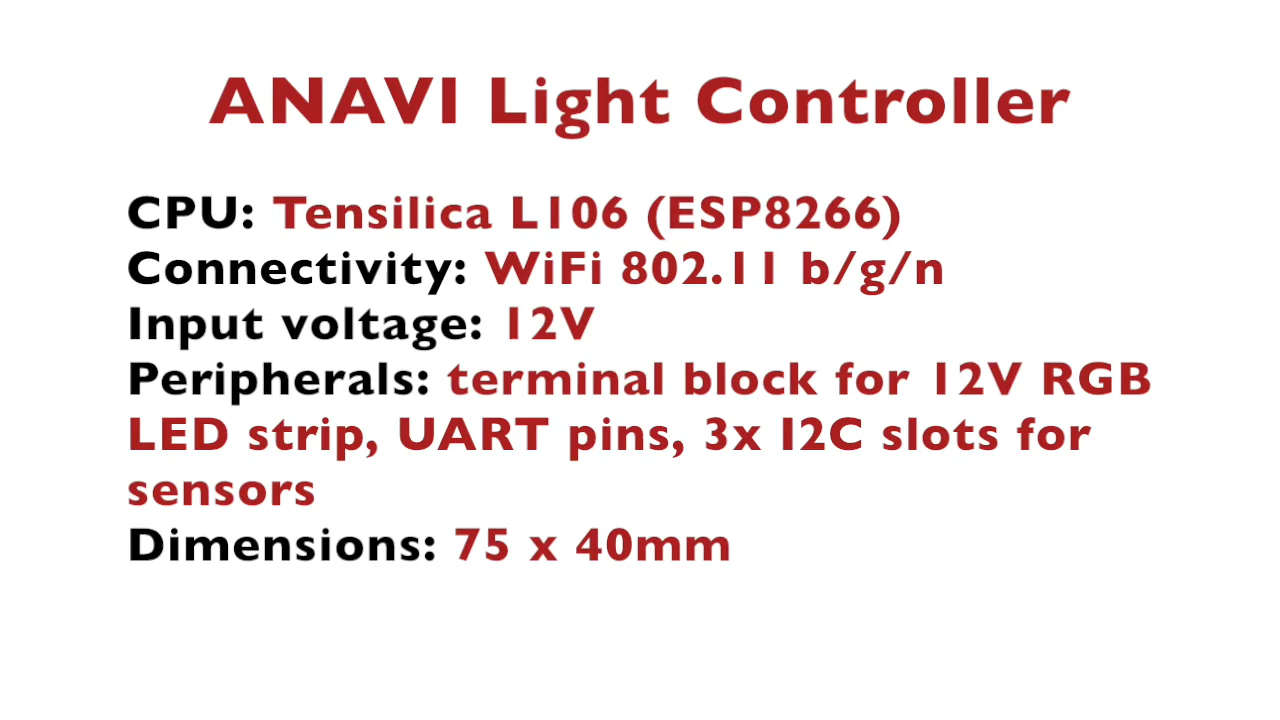 ANAVI Light Controller
CPU: Tensilica L106 (ESP8266)
Connectivity: WiFi 802.11 b/g/n
Input voltage: 12V
Peripherals: terminal block for 12V RGB
LED strip, UART pins, 3x I2C slots for
sensors
Dimensions: 75 x 40mm